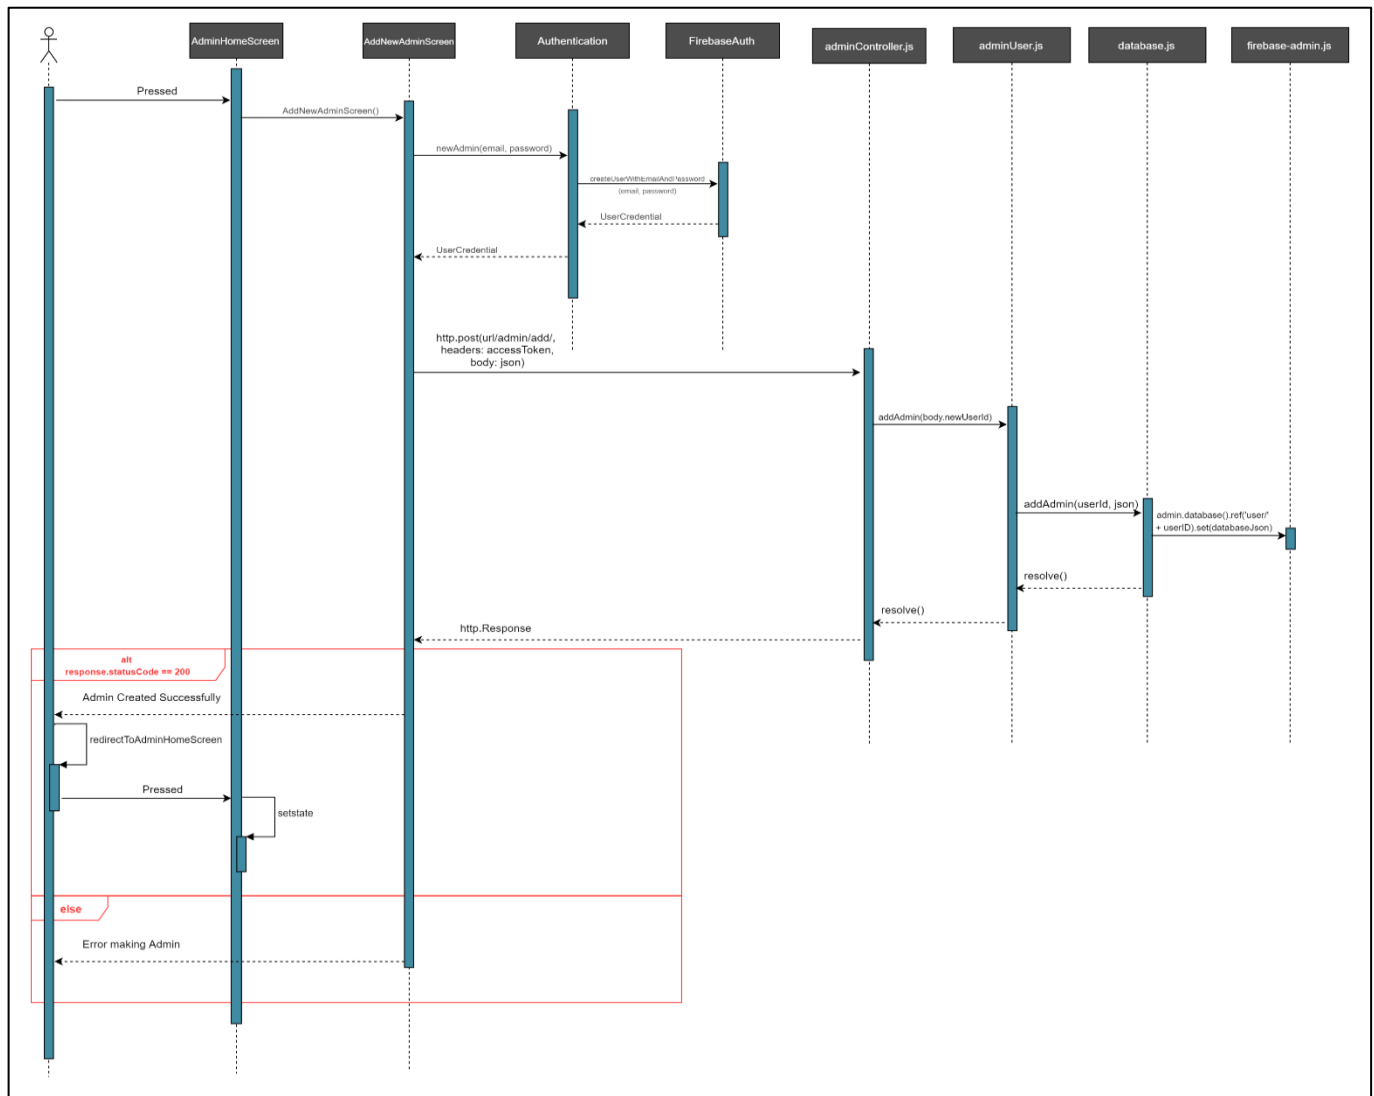 AdminHomeScreen
AddNewAdminScreen
Authentication
FirebaseAuth
adminController.js
adminUser.js
database.js
firebase-admin.js
Pressed
AddNewAdminScreen()
newAdmin(email, password)
createUserWithEmailAndPassword
(email, password)
UserCredential
UserCredential
http.post(url/admin/add/,
headers: accessToken,
body: json)
addAdmin(body.newUserId)
addAdmin(userId, json)
admin.database().ref('user/'
+ userID).set(databaseJson)
resolve()
resolve()
http.Response
alt
response.statusCode == 200
Admin Created Successfully
redirectToAdminHomeScreen
Pressed
setstate
else
Error making Admin